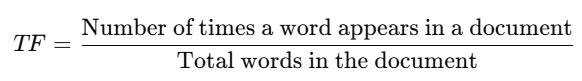 TF = Number of times a word appears in a document
Total words in the document